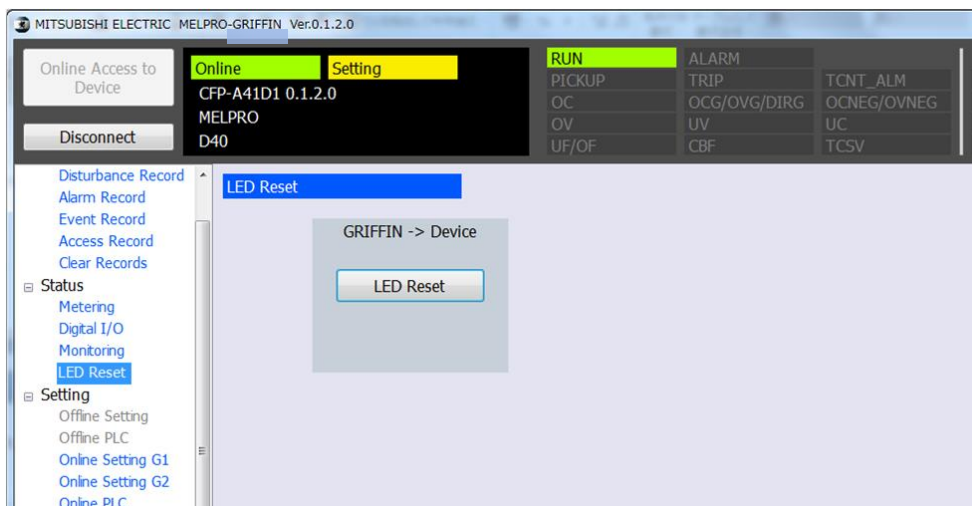 MITSUBISHI ELECTRIC MELPRO-GRIFFIN Ver.0.1.2.0
Online Access to Device
Disconnect
Online Setting
CFP-A41D1 0.1.2.0
MELPRO
D40
RUN ALARM
PICKUP TRIP TCNT_ALM
OC OCG/OVG/DIRG OCNEG/OVNEG
OV UV UC
UF/OF CBF TCSV
Disturbance Record
Alarm Record
Event Record
Access Record
Clear Records
Status
Metering
Digital I/O
Monitoring
LED Reset
Setting
Offline Setting
Offline PLC
Online Setting G1
Online Setting G2
Online PLC
LED Reset
GRIFFIN -> Device
LED Reset